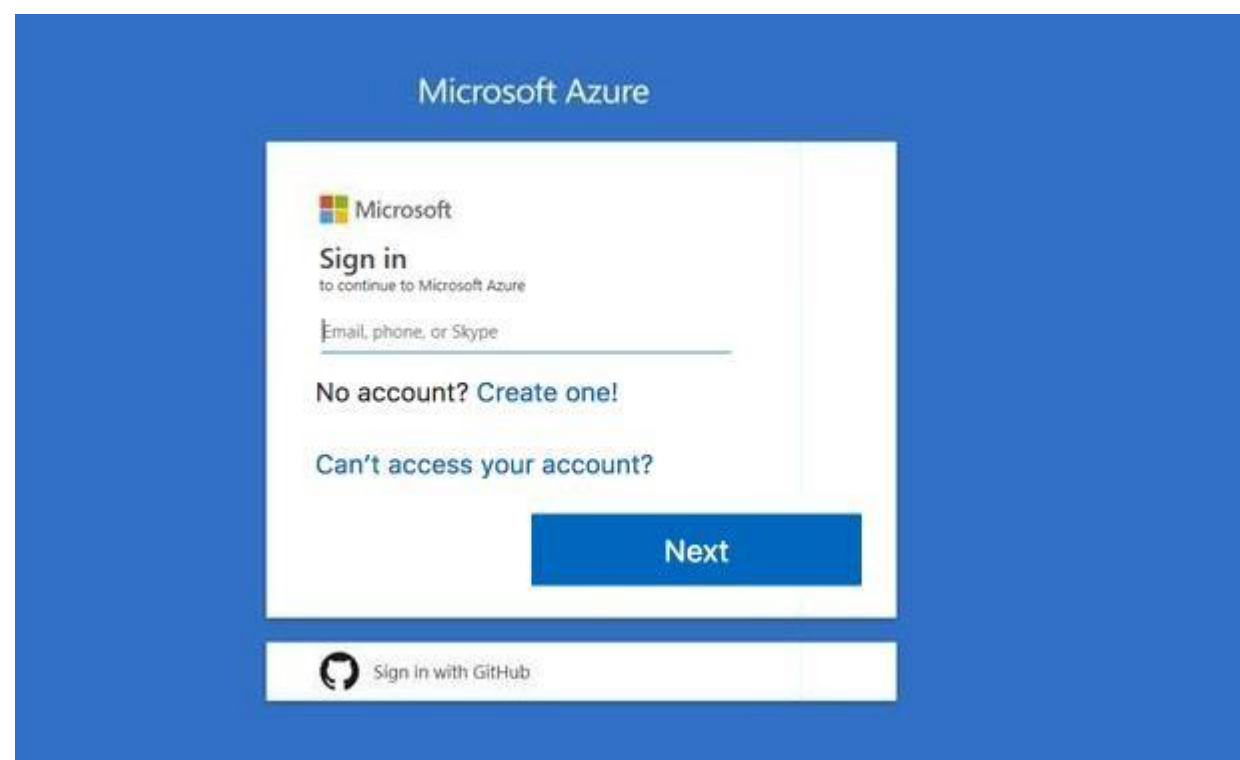 Microsoft Azure
Microsoft
Sign in
to continue to Microsoft Azure
Email, phone, or Skype
No account? Create one!
Can't access your account?
Next
Sign in with GitHub